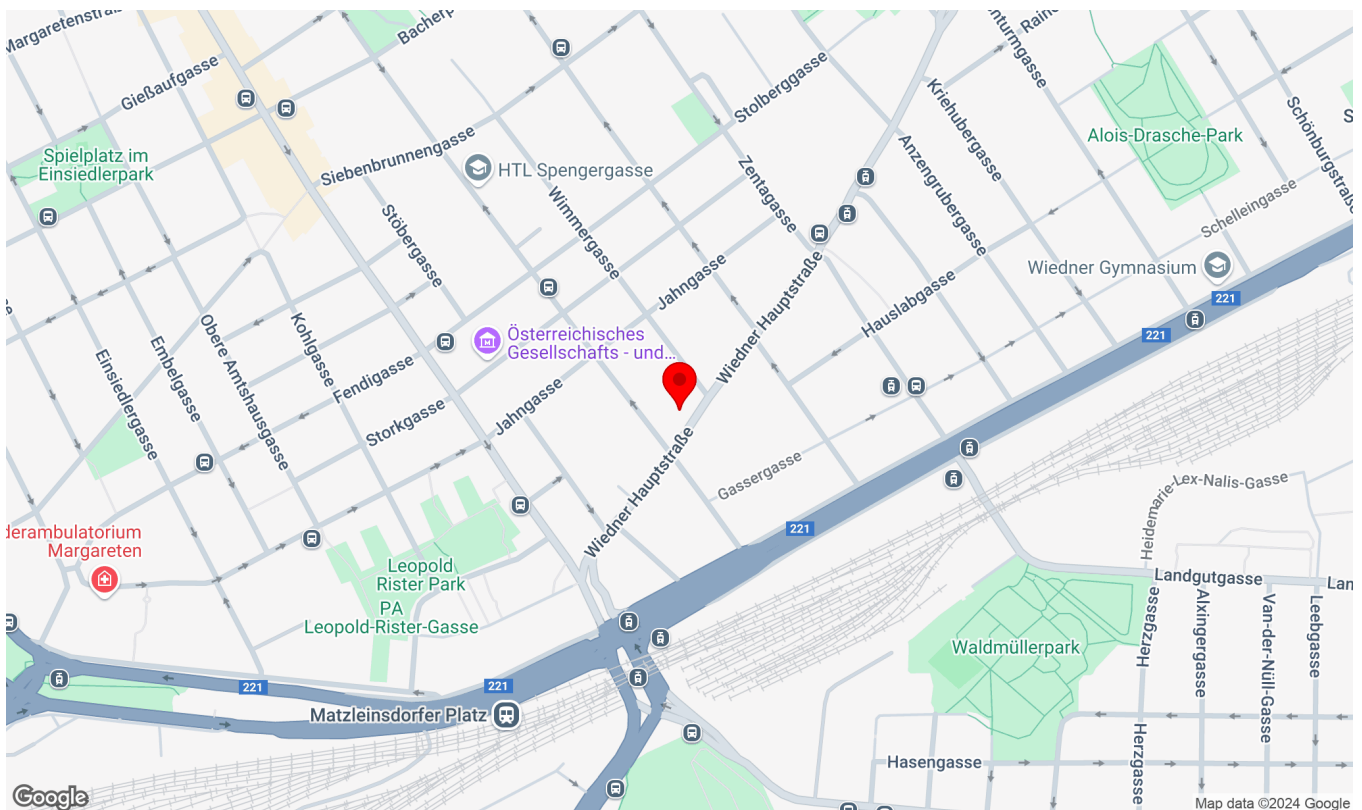 Margaretenstraß
Bacherp
Gießaufgasse
Siebenbrunnengasse
Spielplatz im
Einsiedlerpark
HTL Spengergasse
Stolberggasse
Zentagasse
Kriehubergasse
Anzengrubergasse
nturmgasse
Rain
Alois-Drasche-Park
Schönburgstraße
S
Schelleingasse
Wiedner Gymnasium
221
221
Stöbergasse
Wimmergasse
Jahngasse
Wiedner Hauptstraße
Hauslabgasse
Obere Amtshausgasse
Kohlgasse
Embelgasse
Einsiedlergasse
Fendigasse
Storkgasse
Jahngasse
Österreichisches
Gesellschafts - und...
Wiedner Hauptstraße
Gassergasse
221
derambulatorium
Margareten
Leopold
Rister Park
PA
Leopold-Rister-Gasse
Heidemarie-Lex-Nalis-Gasse
Landgutgasse
Lan
Waldmüllerpark
Herzgasse
Alxingergasse
Van-der-Nüll-Gasse
Leebgasse
221
221
Matzleinsdorfer Platz
Hasengasse
Herzgasse
Google
Map data ©2024 Google